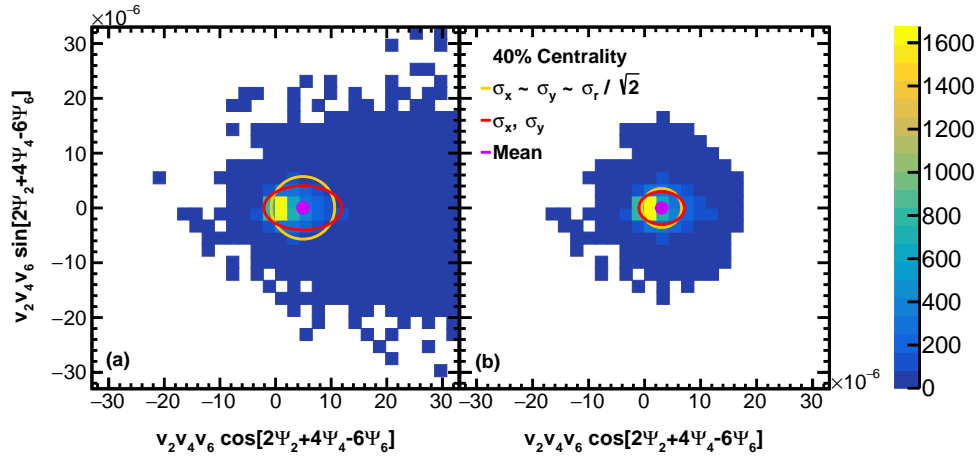 ×10⁻⁶
30
20
10
0
−10
−20
−30
v₂v₄v₆ sin[2Ψ₂+4Ψ₄-6Ψ₆]
(a)
−30 −20 −10 0 10 20 30
v₂v₄v₆ cos[2Ψ₂+4Ψ₄-6Ψ₆]
40% Centrality
σₓ ~ σᵧ ~ σᵣ / √2
σₓ, σᵧ
Mean
(b)
−30 −20 −10 0 10 20 30
×10⁻⁶
v₂v₄v₆ cos[2Ψ₂+4Ψ₄-6Ψ₆]
1600
1400
1200
1000
800
600
400
200
0